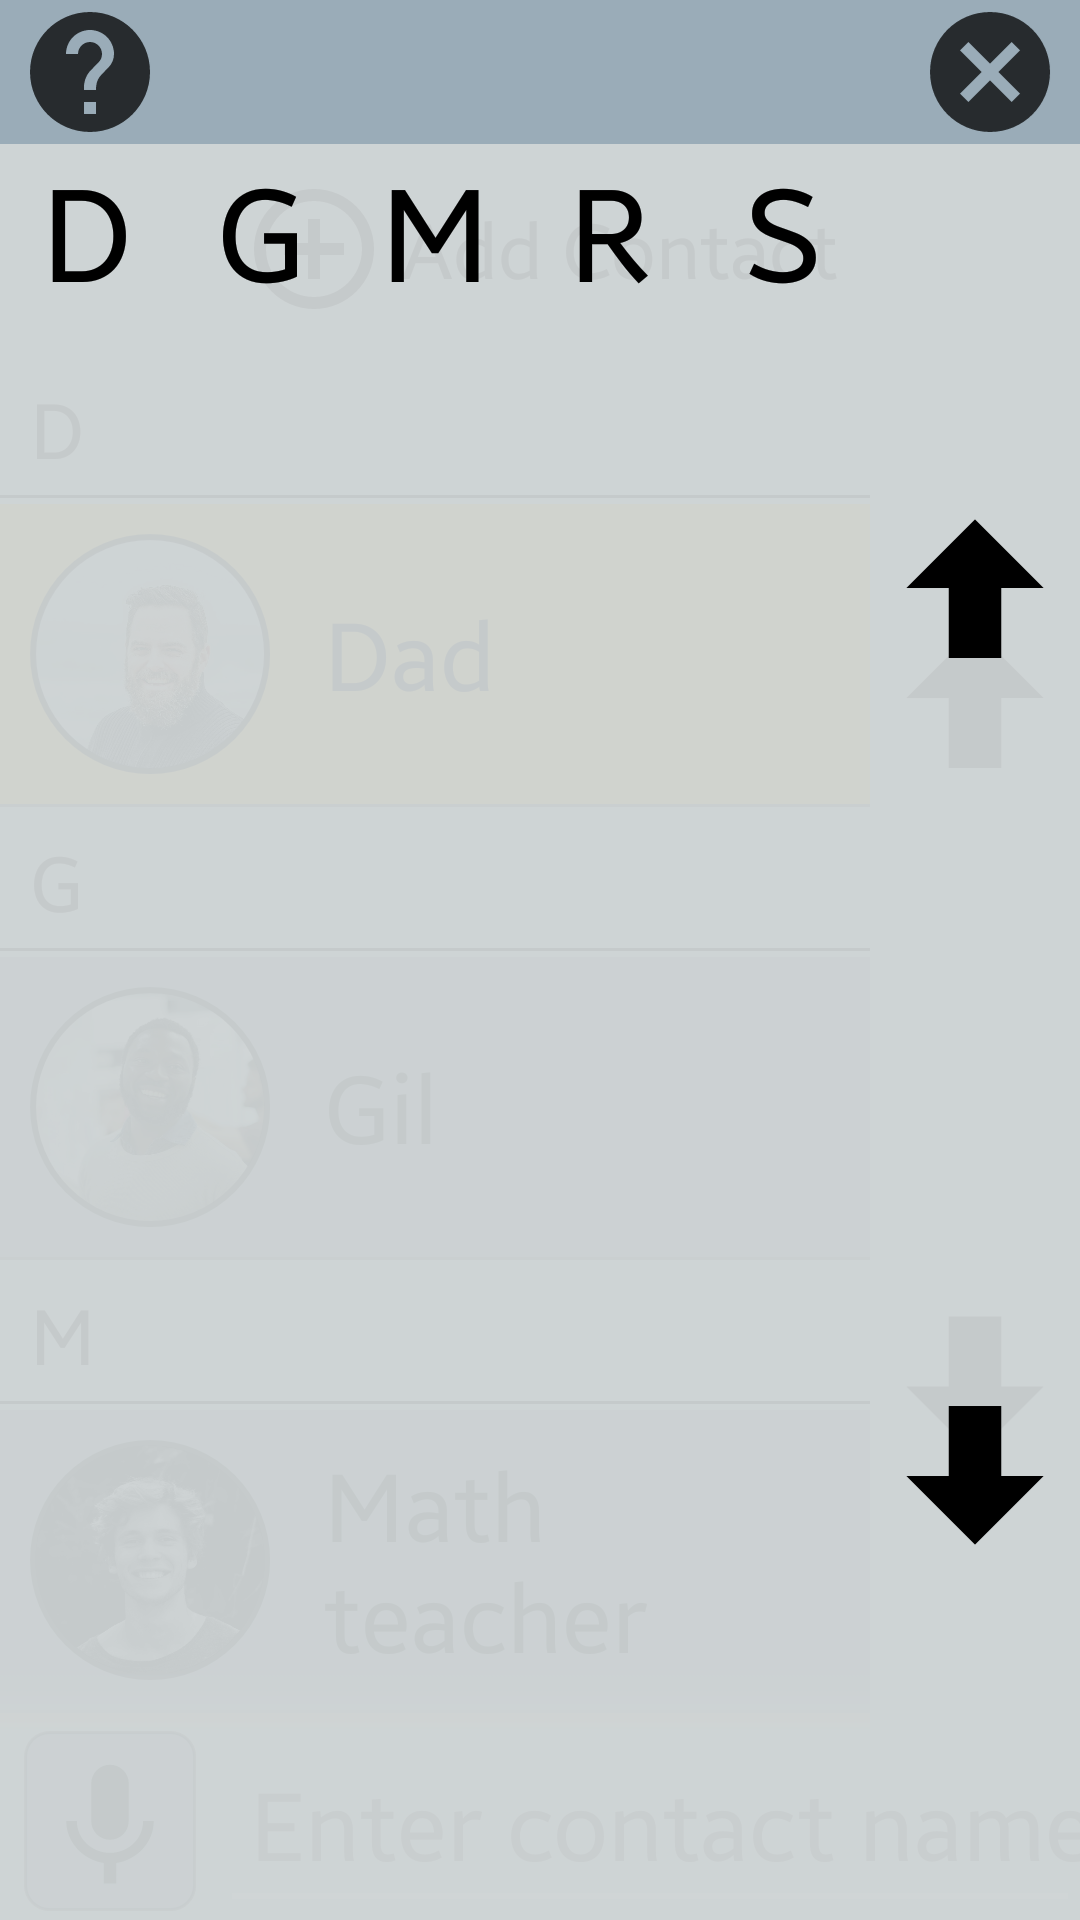 D G M R S
Add Contact
D
Dad
G
Gil
M
Math
teacher
Enter contact name